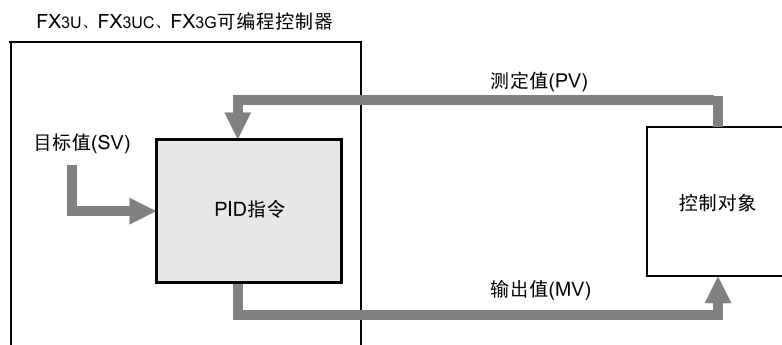 FX3U、FX3UC、FX3G可编程控制器
测定值(PV)
目标值(SV)
PID指令
控制对象
输出值(MV)